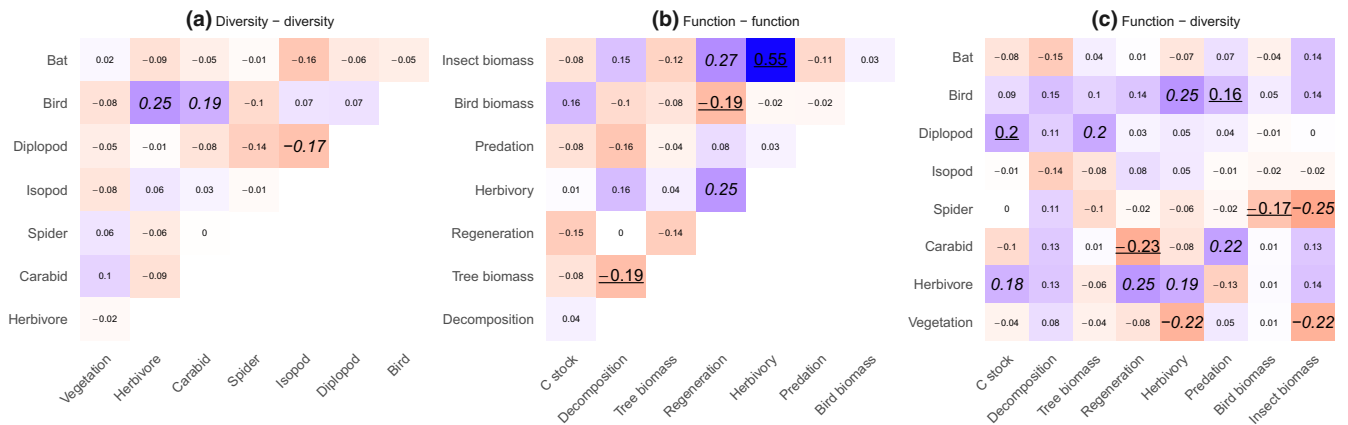 (a) Diversity − diversity
Bat 0.02 −0.09 −0.05 −0.01 −0.16 −0.06 −0.05
Bird −0.08 0.25 0.19 −0.1 0.07 0.07
Diplopod −0.05 −0.01 −0.08 −0.14 −0.17
Isopod −0.08 0.06 0.03 −0.01
Spider 0.06 −0.06 0
Carabid 0.1 −0.09
Herbivore −0.02
Vegetation Herbivore Carabid Spider Isopod Diplopod Bird
(b) Function − function
Insect biomass −0.08 0.15 −0.12 0.27 0.55 −0.11 0.03
Bird biomass 0.16 −0.1 −0.08 −0.19 −0.02 −0.02
Predation −0.08 −0.16 −0.04 0.08 0.03
Herbivory 0.01 0.16 0.04 0.25
Regeneration −0.15 0 −0.14
Tree biomass −0.08 −0.19
Decomposition 0.04
C stock Decomposition Tree biomass Regeneration Herbivory Predation Bird biomass
(c) Function − diversity
Bat −0.08 −0.15 0.04 0.01 −0.07 0.07 −0.04 0.14
Bird 0.09 0.15 0.1 0.14 0.25 0.16 0.05 0.14
Diplopod 0.2 0.11 0.2 0.03 0.05 0.04 −0.01 0
Isopod −0.01 −0.14 −0.08 0.08 0.05 −0.01 −0.02 −0.02
Spider 0 0.11 −0.1 −0.02 −0.06 −0.02 −0.17 −0.25
Carabid −0.1 0.13 0.01 −0.23 −0.08 0.22 0.01 0.13
Herbivore 0.18 0.13 −0.06 0.25 0.19 −0.13 0.01 0.14
Vegetation −0.04 0.08 −0.04 −0.08 −0.22 0.05 0.01 −0.22
C stock Decomposition Tree biomass Regeneration Herbivory Predation Bird biomass Insect biomass